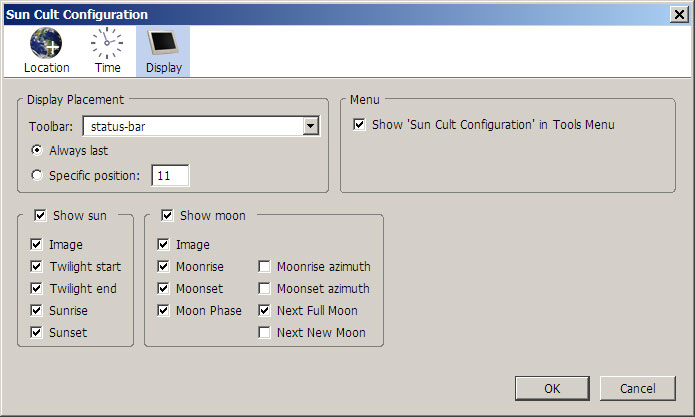 Sun Cult Configuration
Location Time Display
Display Placement
Toolbar: status-bar
Always last
Specific position: 11
Menu
Show 'Sun Cult Configuration' in Tools Menu
Show sun
Image
Twilight start
Twilight end
Sunrise
Sunset
Show moon
Image
Moonrise Moonrise azimuth
Moonset Moonset azimuth
Moon Phase Next Full Moon
Next New Moon
OK Cancel